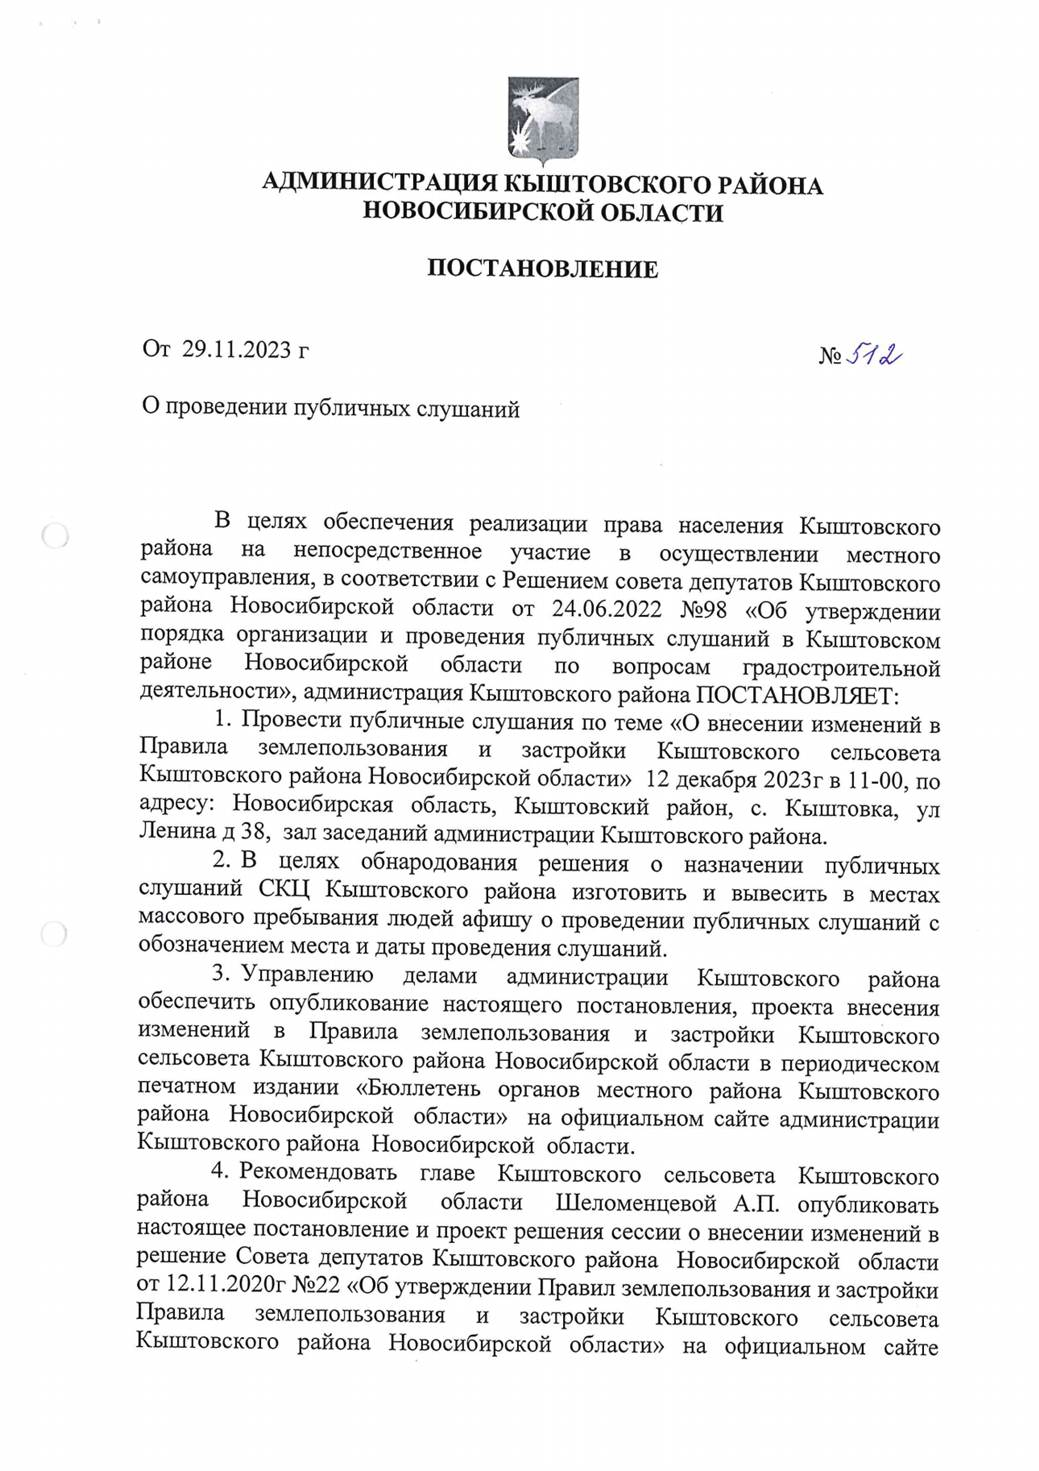 АДМИНИСТРАЦИЯ КЫШТОВСКОГО РАЙОНА
НОВОСИБИРСКОЙ ОБЛАСТИ
ПОСТАНОВЛЕНИЕ
От 29.11.2023 г
№ 512
О проведении публичных слушаний
В целях обеспечения реализации права населения Кыштовского
района на непосредственное участие в осуществлении местного
самоуправления, в соответствии с Решением совета депутатов Кыштовского
района Новосибирской области от 24.06.2022 №98 «Об утверждении
порядка организации и проведения публичных слушаний в Кыштовском
районе Новосибирской области по вопросам градостроительной
деятельности», администрация Кыштовского района ПОСТАНОВЛЯЕТ:
1. Провести публичные слушания по теме «О внесении изменений в
Правила землепользования и застройки Кыштовского сельсовета
Кыштовского района Новосибирской области» 12 декабря 2023г в 11-00, по
адресу: Новосибирская область, Кыштовский район, с. Кыштовка, ул
Ленина д 38, зал заседаний администрации Кыштовского района.
2. В целях обнародования решения о назначении публичных
слушаний СКЦ Кыштовского района изготовить и вывесить в местах
массового пребывания людей афишу о проведении публичных слушаний с
обозначением места и даты проведения слушаний.
3. Управлению делами администрации Кыштовского района
обеспечить опубликование настоящего постановления, проекта внесения
изменений в Правила землепользования и застройки Кыштовского
сельсовета Кыштовского района Новосибирской области в периодическом
печатном издании «Бюллетень органов местного района Кыштовского
района Новосибирской области» на официальном сайте администрации
Кыштовского района Новосибирской области.
4. Рекомендовать главе Кыштовского сельсовета Кыштовского
района Новосибирской области Шеломенцевой А.П. опубликовать
настоящее постановление и проект решения сессии о внесении изменений в
решение Совета депутатов Кыштовского района Новосибирской области
от 12.11.2020г №22 «Об утверждении Правил землепользования и застройки
Правила землепользования и застройки Кыштовского сельсовета
Кыштовского района Новосибирской области» на официальном сайте